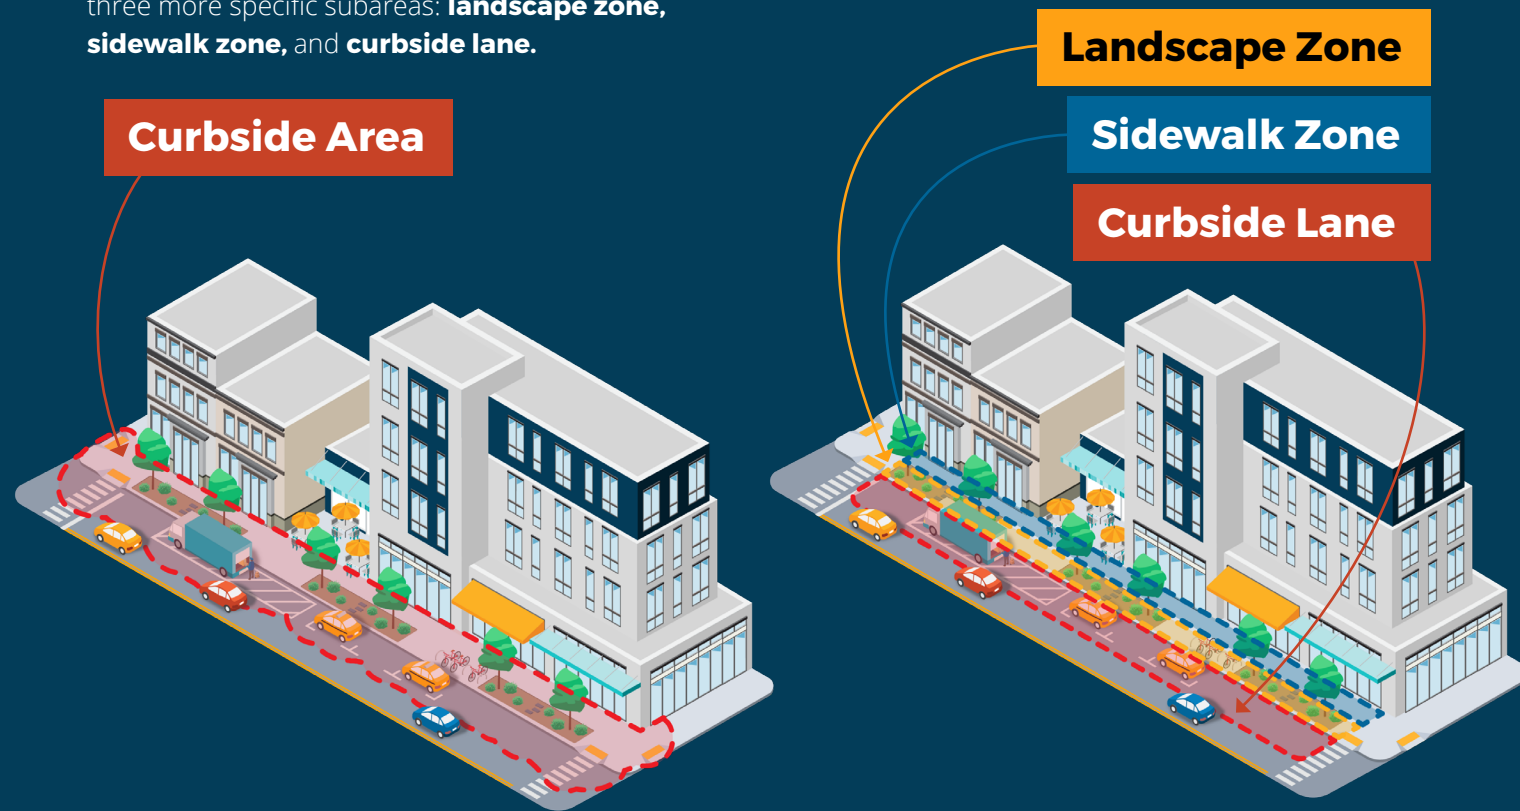 three more specific subareas: landscape zone,
sidewalk zone, and curbside lane.
Curbside Area
Landscape Zone
Sidewalk Zone
Curbside Lane